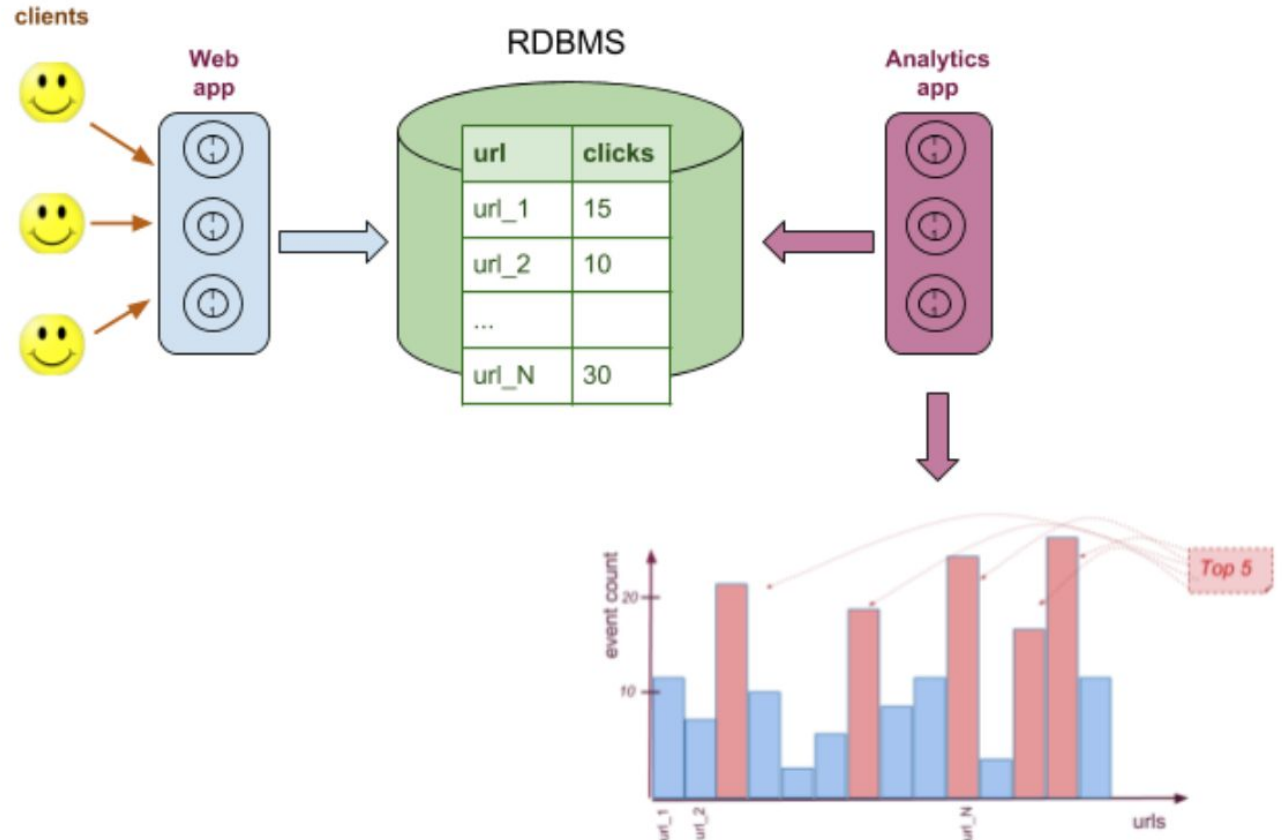 clients
Web
app
RDBMS
Analytics
app
url clicks
url_1 15
url_2 10
...
url_N 30
Top 5
event count
20
10
url_1
url_2
url_N
urls